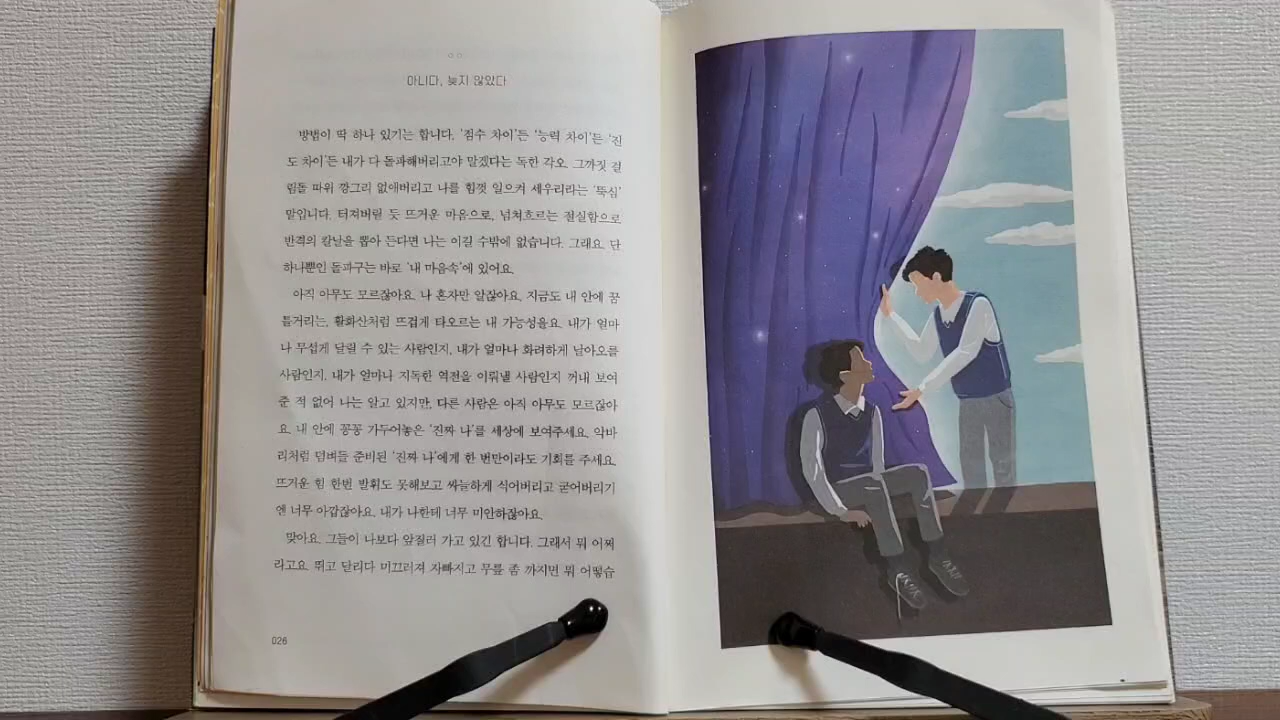 아니다, 늦지 않았다
방법이 딱 하나 있기는 합니다. '점수 차이'든 '능력 차이'든 '진
도 차이'든 내가 다 돌파해버리고야 말겠다는 독한 각오. 그까짓 걸
림돌 따위 깡그리 없애버리고 나를 힘껏 일으켜 세우리라는 '뚝심'
말입니다. 터져버릴 듯 뜨거운 마음으로, 넘쳐흐르는 절실함으로
반격의 칼날을 뽑아 든다면 나는 이길 수밖에 없습니다. 그래요. 단
하나뿐인 돌파구는 바로 '내 마음속'에 있어요.
아직 아무도 모르잖아요. 나 혼자만 알잖아요. 지금도 내 안에 꿈
틀거리는, 활화산처럼 뜨겁게 타오르는 내 가능성을요. 내가 얼마
나 무섭게 달릴 수 있는 사람인지, 내가 얼마나 화려하게 날아오를
사람인지, 내가 얼마나 지독한 역전을 이뤄낼 사람인지 꺼내 보여
준 적 없어 나는 알고 있지만, 다른 사람은 아직 아무도 모르잖아
요. 내 안에 꽁꽁 가두어놓은 '진짜 나'를 세상에 보여주세요. 악바
리처럼 덤벼들 준비된 '진짜 나'에게 한 번만이라도 기회를 주세요.
뜨거운 힘 한번 발휘도 못해보고 싸늘하게 식어버리고 굳어버리기
엔 너무 아깝잖아요. 내가 나한테 너무 미안하잖아요.
맞아요. 그들이 나보다 앞질러 가고 있긴 합니다. 그래서 뭐 어쩌
라고요. 뛰고 달리다 미끄러져 자빠지고 무릎 좀 까지면 뭐 어떻습
026